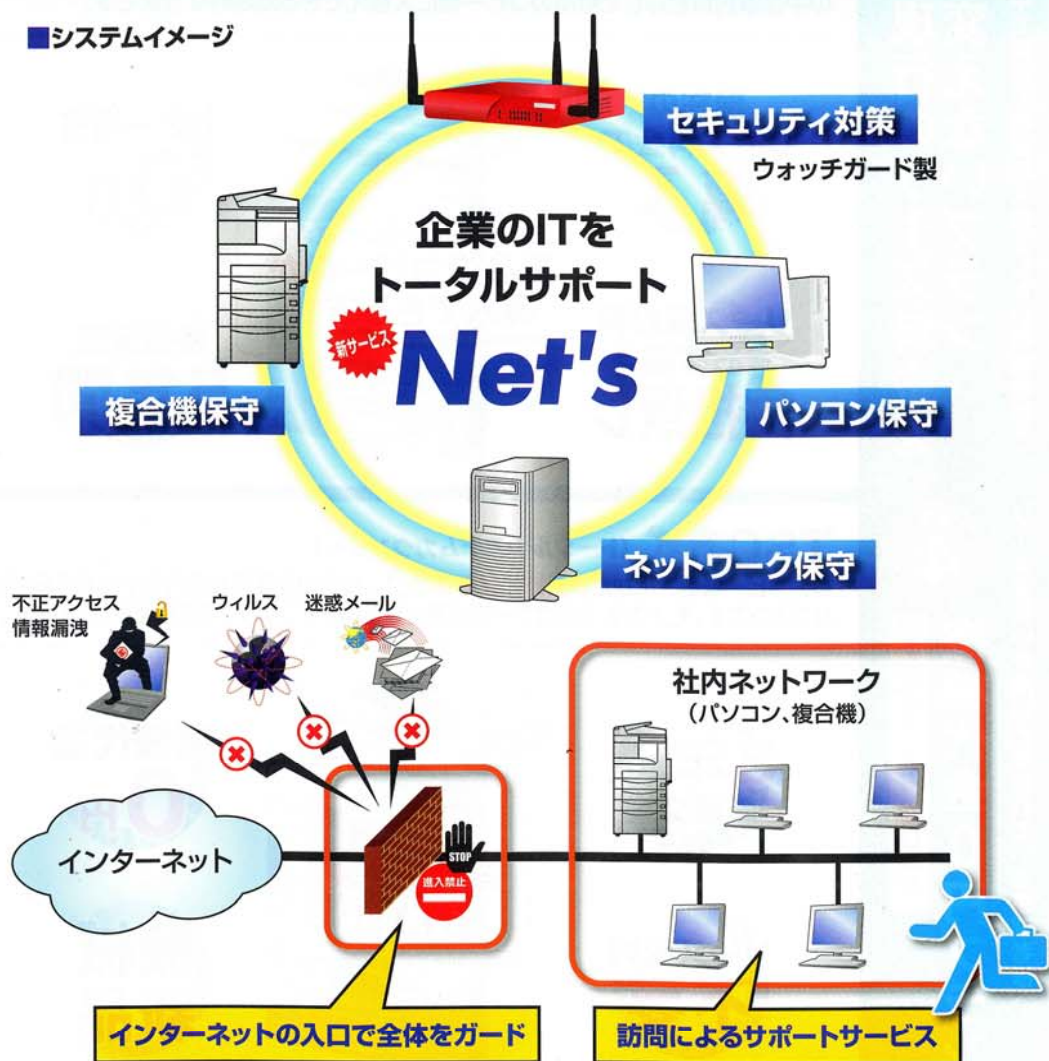 ■システムイメージ
セキュリティ対策
ウォッチガード製
企業のITを
トータルサポート
新サービス
Net's
複合機保守
パソコン保守
ネットワーク保守
不正アクセス
情報漏洩
ウィルス
迷惑メール
社内ネットワーク
（パソコン、複合機）
インターネット
STOP
進入禁止
インターネットの入口で全体をガード
訪問によるサポートサービス